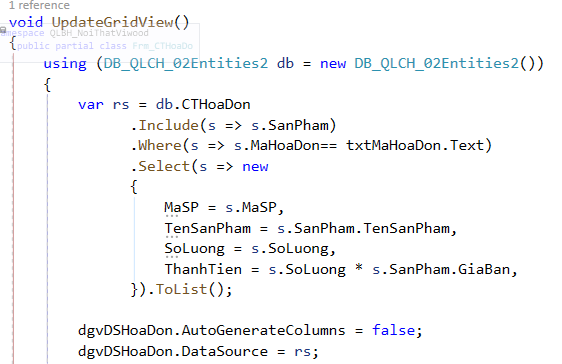 1 reference
void UpdateGridView()
mespace QLBH_NoiThatViwood
{
public partial class Frm_CTHoaDo
using (DB_QLCH_02Entities2 db = new DB_QLCH_02Entities2())
{
var rs = db.CTHoaDon
.Include(s => s.SanPham)
.Where(s => s.MaHoaDon== txtMaHoaDon.Text)
.Select(s => new
{
MaSP = s.MaSP,
TenSanPham = s.SanPham.TenSanPham,
SoLuong = s.SoLuong,
ThanhTien = s.SoLuong * s.SanPham.GiaBan,
}).ToList();
dgvDSHoaDon.AutoGenerateColumns = false;
dgvDSHoaDon.DataSource = rs;